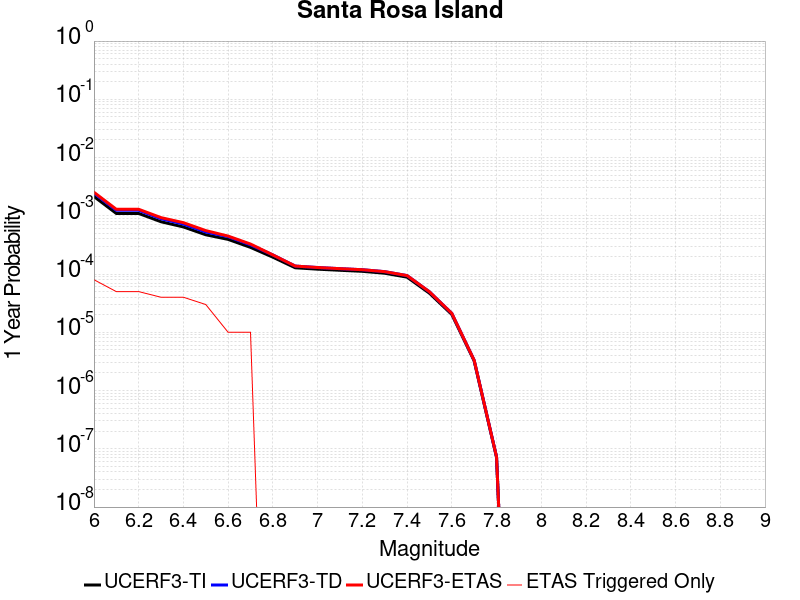 Santa Rosa Island
1 Year Probability
10^0
10^-1
10^-2
10^-3
10^-4
10^-5
10^-6
10^-7
10^-8
6 6.2 6.4 6.6 6.8 7 7.2 7.4 7.6 7.8 8 8.2 8.4 8.6 8.8 9
Magnitude
UCERF3-TI UCERF3-TD UCERF3-ETAS ETAS Triggered Only